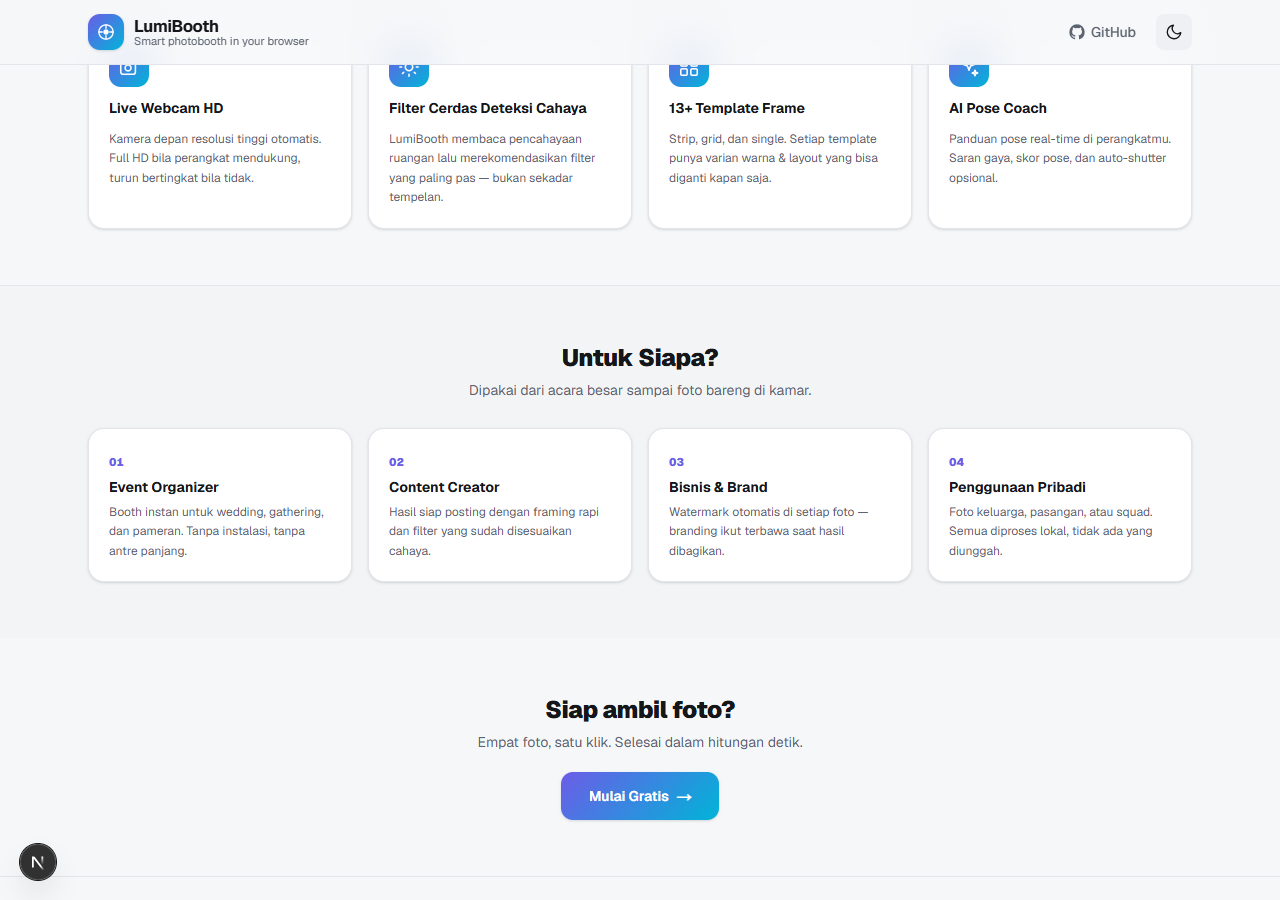 LumiBooth
Smart photobooth in your browser
GitHub
Live Webcam HD
Kamera depan resolusi tinggi otomatis.
Full HD bila perangkat mendukung,
turun bertingkat bila tidak.
Filter Cerdas Deteksi Cahaya
LumiBooth membaca pencahayaan
ruangan lalu merekomendasikan filter
yang paling pas — bukan sekadar
tempelan.
13+ Template Frame
Strip, grid, dan single. Setiap template
punya varian warna & layout yang bisa
diganti kapan saja.
AI Pose Coach
Panduan pose real-time di perangkatmu.
Saran gaya, skor pose, dan auto-shutter
opsional.
Untuk Siapa?
Dipakai dari acara besar sampai foto bareng di kamar.
01
Event Organizer
Booth instan untuk wedding, gathering,
dan pameran. Tanpa instalasi, tanpa
antre panjang.
02
Content Creator
Hasil siap posting dengan framing rapi
dan filter yang sudah disesuaikan
cahaya.
03
Bisnis & Brand
Watermark otomatis di setiap foto —
branding ikut terbawa saat hasil
dibagikan.
04
Penggunaan Pribadi
Foto keluarga, pasangan, atau squad.
Semua diproses lokal, tidak ada yang
diunggah.
Siap ambil foto?
Empat foto, satu klik. Selesai dalam hitungan detik.
Mulai Gratis →
N